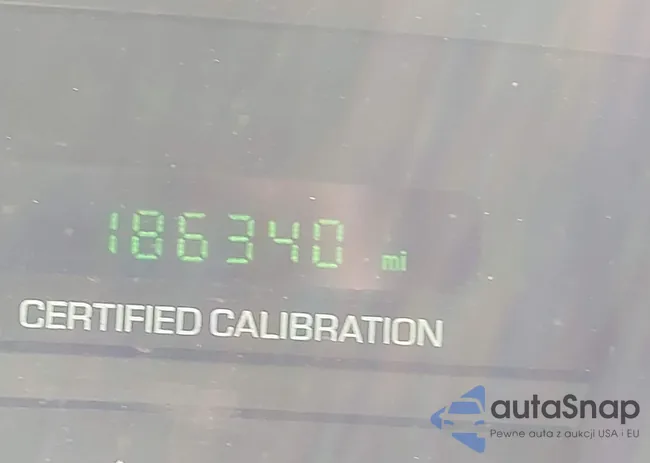 186340 mi
CERTIFIED CALIBRATION
autaSnap
Pewne auta z aukcji USA i EU